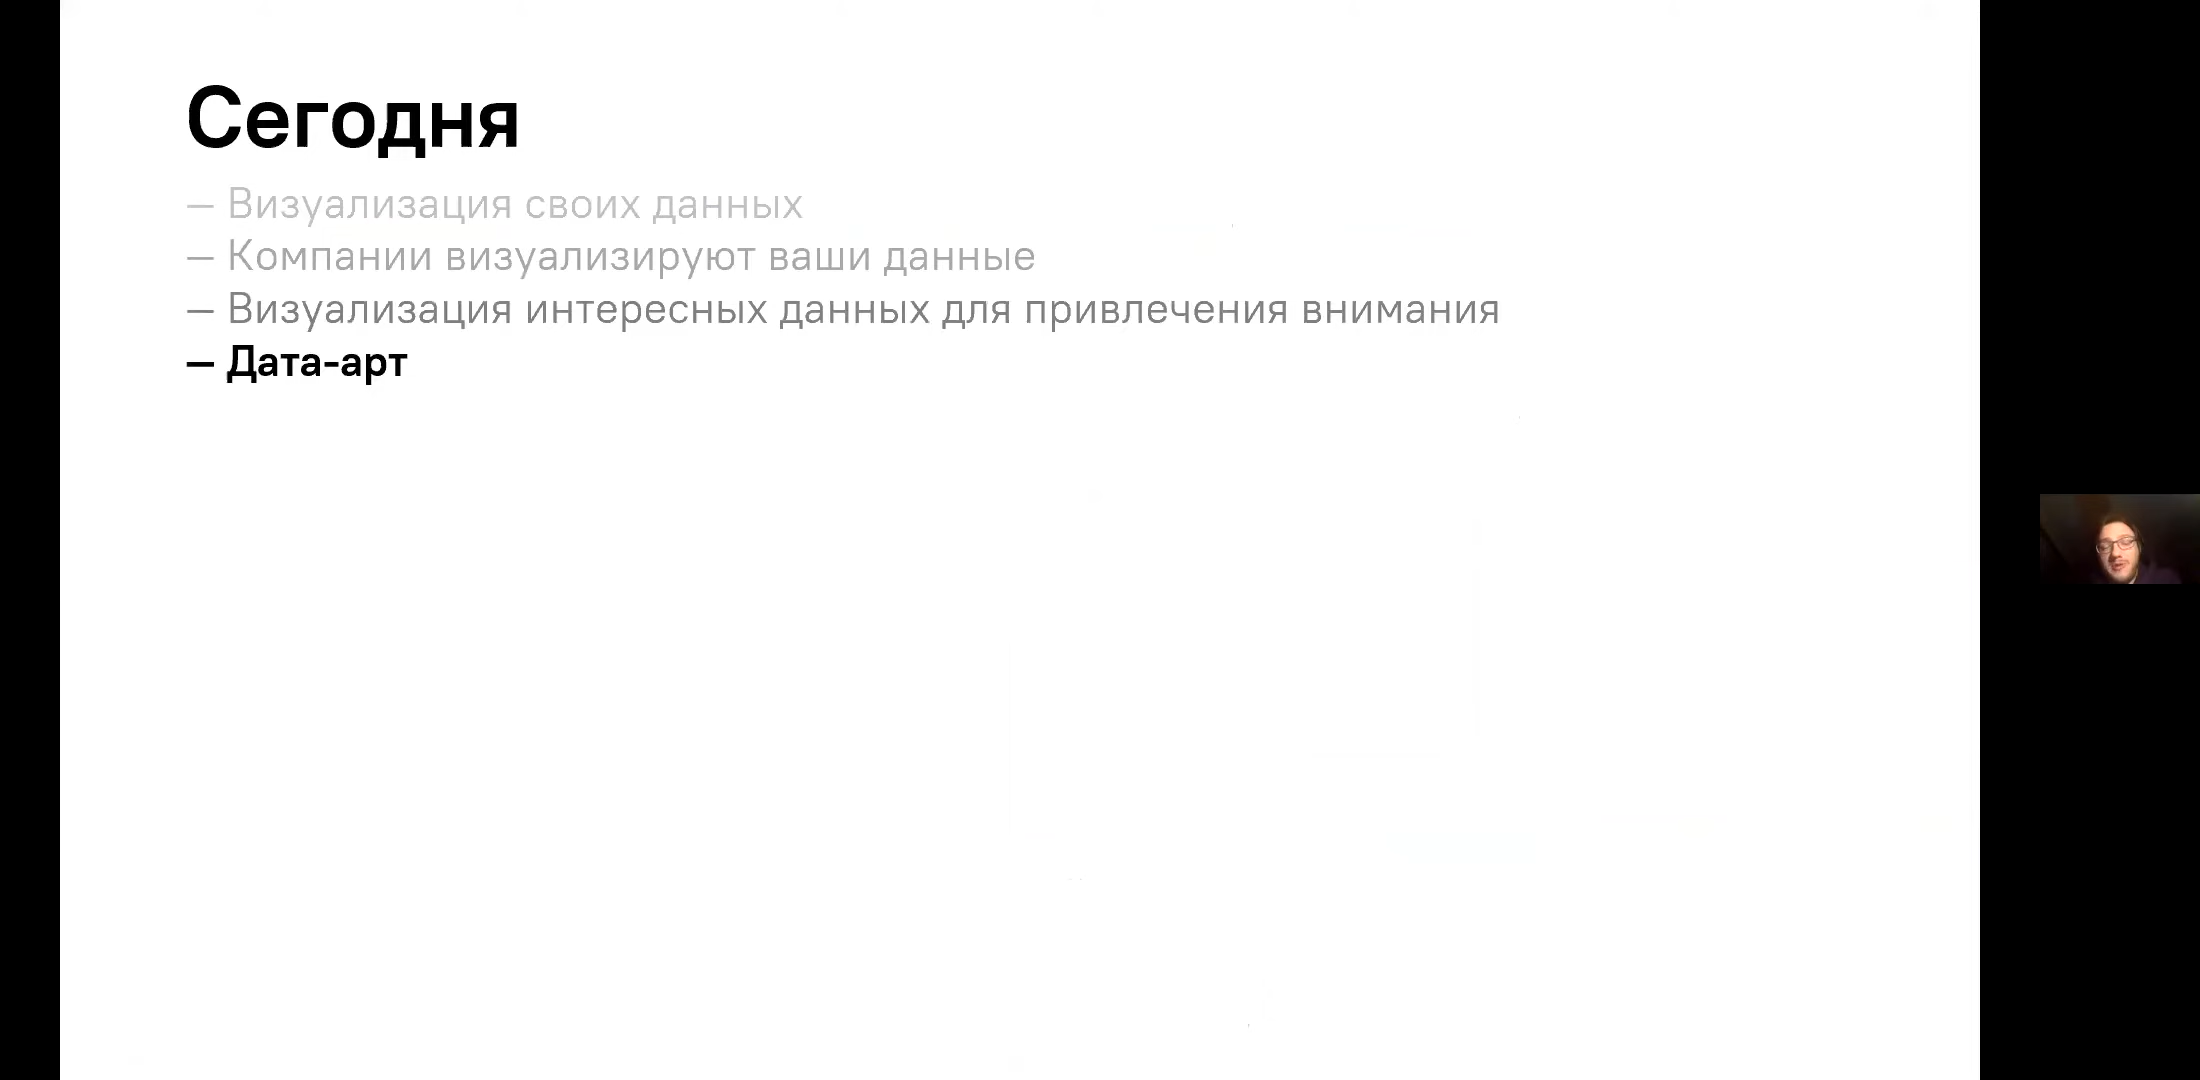 Сегодня
— Визуализация своих данных
— Компании визуализируют ваши данные
— Визуализация интересных данных для привлечения внимания
— Дата-арт